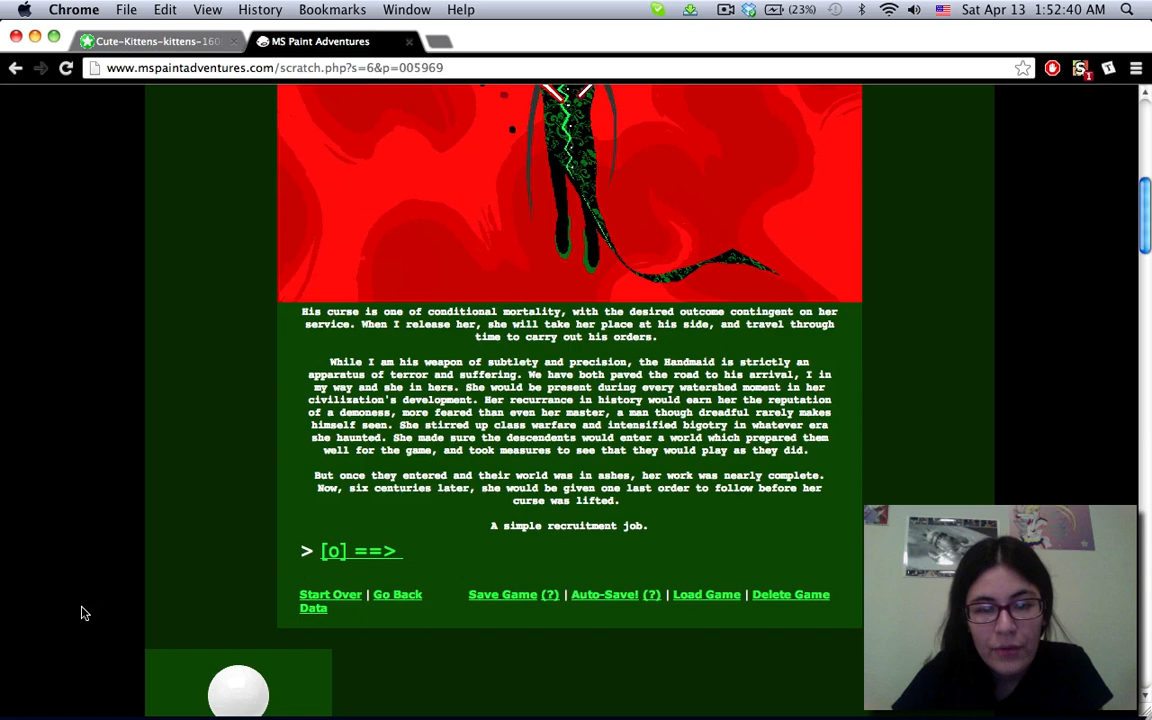 Chrome File Edit View History Bookmarks Window Help (23%) Sat Apr 13 1:52:40 AM
Cute-Kittens-kittens-160 MS Paint Adventures
www.mspaintadventures.com/scratch.php?s=6&p=005969
His curse is one of conditional mortality, with the desired outcome contingent on her
service. When I release her, she will take her place at his side, and travel through
time to carry out his orders.
While I am his weapon of subtlety and precision, the Handmaid is strictly an
apparatus of terror and suffering. We have both paved the road to his arrival, I in
my way and she in hers. She would be present during every watershed moment in her
civilization's development. Her recurrance in history would earn her the reputation
of a demoness, more feared than even her master, a man though dreadful rarely makes
himself seen. She stirred up class warfare and intensified bigotry in whatever era
she haunted. She made sure the descendents would enter a world which prepared them
well for the game, and took measures to see that they would play as they did.
But once they entered and their world was in ashes, her work was nearly complete.
Now, six centuries later, she would be given one last order to follow before her
curse was lifted.
A simple recruitment job.
> [o] ==>
Start Over | Go Back Save Game (?) | Auto-Save! (?) | Load Game | Delete Game
Data